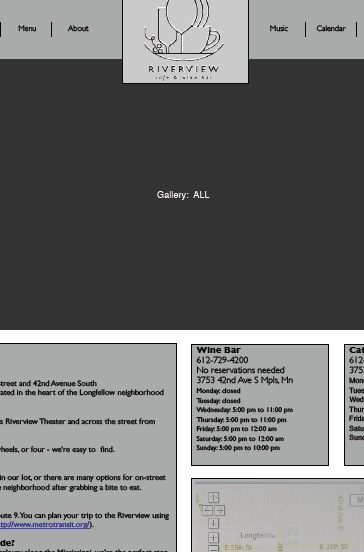 Menu
About
Music
Calendar
RIVERVIEW
cafe & wine bar
Gallery: ALL
Street and 42nd Avenue South
ated in the heart of the Longfellow neighborhood
s Riverview Theater and across the street from
wheels, or four - we're easy to find.
in our lot, or there are many options for on-street
e neighborhood after grabbing a bite to eat.
oute 9. You can plan your trip to the Riverview using
ttp://www.metrotransit.org/).
de?
Wine Bar
612-729-4200
No reservations needed
3753 42nd Ave S Mpls, Mn
Monday: closed
Tuesday: closed
Wednesday: 5:00 pm to 11:00 pm
Thursday: 5:00 pm to 11:00 pm
Friday: 5:00 pm to 12:00 am
Saturday: 5:00 pm to 12:00 am
Sunday: 5:00 pm to 10:00 pm
Caf
612
375
Mon
Tues
Wed
Thur
Frida
Satu
Sund
Longfellow
E 35th St
E 35th St
42nd Ave S
M